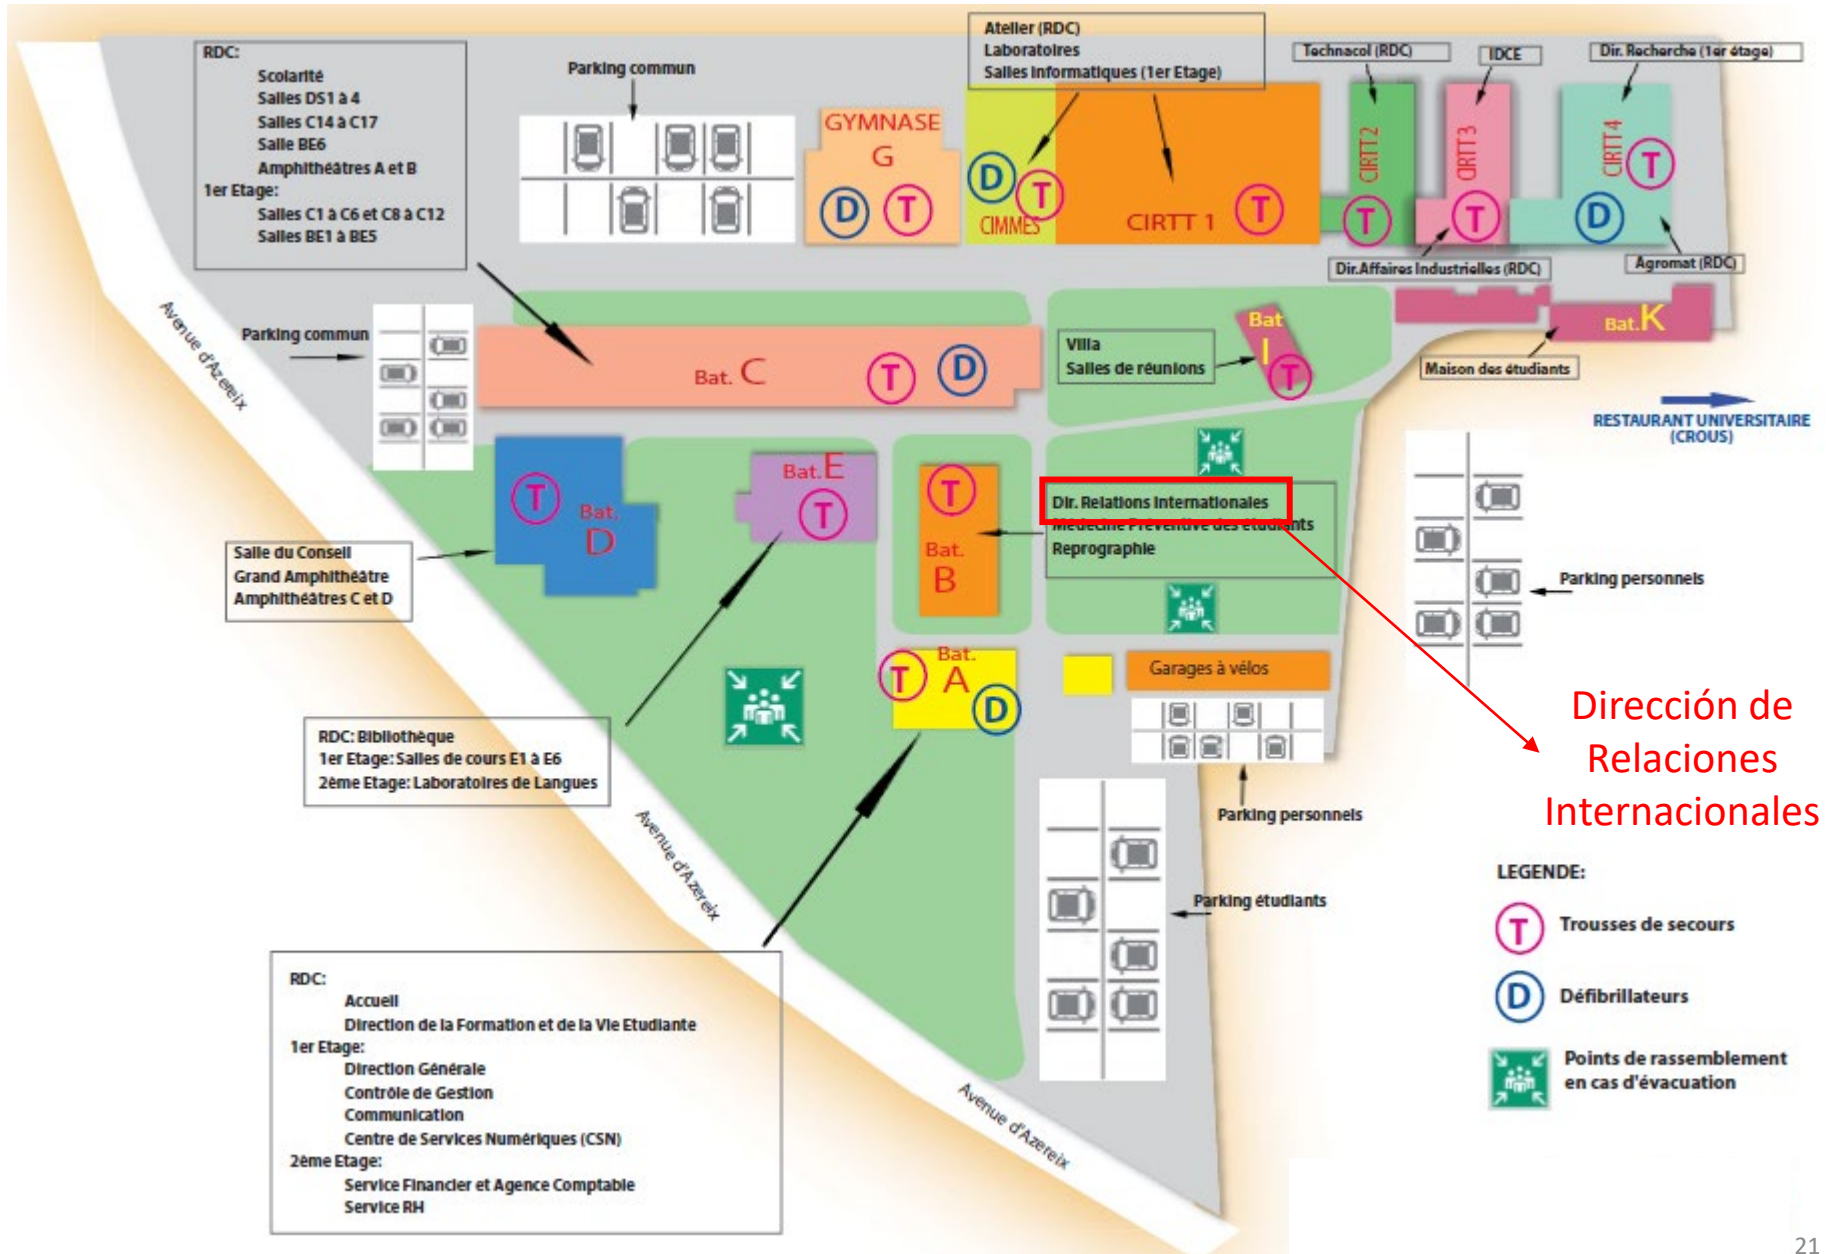 RDC:
Scolarité
Salles DS1 à 4
Salles C14 à C17
Salle BE6
Amphithéâtres A et B
1er Etage:
Salles C1 à C6 et C8 à C12
Salles BE1 à BE5
Parking commun
Atelier (RDC)
Laboratoires
Salles Informatiques (1er Etage)
Technacol (RDC)
IDCE
Dir. Recherche (1er étage)
GYMNASE
G
D
T
D
T
CIMMES
CIRTT 1
T
CIRTT 2
T
CIRTT 3
T
CIRTT 4
T
D
Dir.Affaires Industrielles (RDC)
Agromat (RDC)
Avenue d'Azereix
Parking commun
Bat. C
T
D
Villa
Salles de réunions
Bat
I
T
Bat.K
Maison des étudiants
RESTAURANT UNIVERSITAIRE
(CROUS)
T
Bat.
D
Bat.E
T
T
Bat.
B
Dir. Relations Internationales
Médecine Préventive des étudiants
Reprographie
Salle du Conseil
Grand Amphithéâtre
Amphithéâtres C et D
Parking personnels
Bat.
A
T
D
Garages à vélos
Dirección de
Relaciones
Internacionales
RDC: Bibliothèque
1er Etage: Salles de cours E1 à E6
2ème Etage: Laboratoires de Langues
Parking personnels
Avenue d'Azereix
Parking étudiants
LEGENDE:
T Trousses de secours
D Défibrillateurs
Points de rassemblement
en cas d'évacuation
RDC:
Accueil
Direction de la Formation et de la Vie Etudiante
1er Etage:
Direction Générale
Contrôle de Gestion
Communication
Centre de Services Numériques (CSN)
2ème Etage:
Service Financier et Agence Comptable
Service RH
Avenue d'Azereix
21